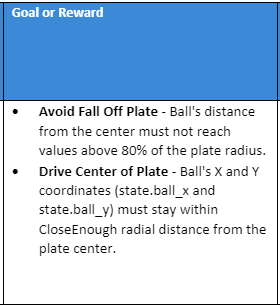 Goal or Reward
• Avoid Fall Off Plate - Ball's distance
from the center must not reach
values above 80% of the plate radius.
• Drive Center of Plate - Ball's X and Y
coordinates (state.ball_x and
state.ball_y) must stay within
CloseEnough radial distance from the
plate center.